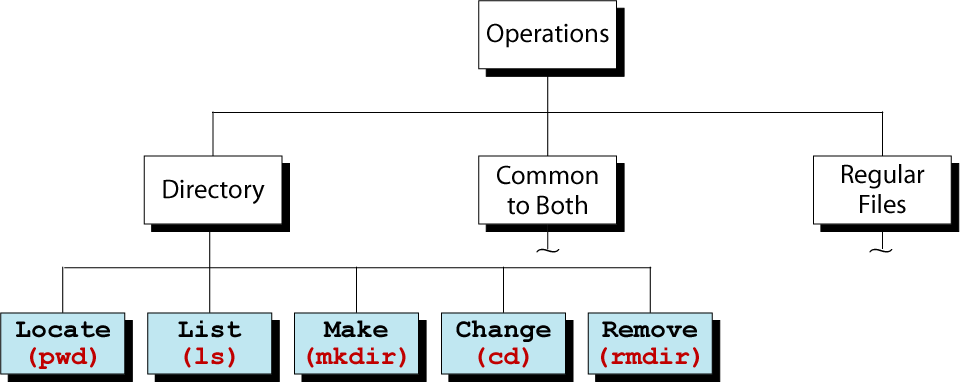 Operations
Directory
Common
to Both
Regular
Files
Locate
(pwd)
List
(ls)
Make
(mkdir)
Change
(cd)
Remove
(rmdir)